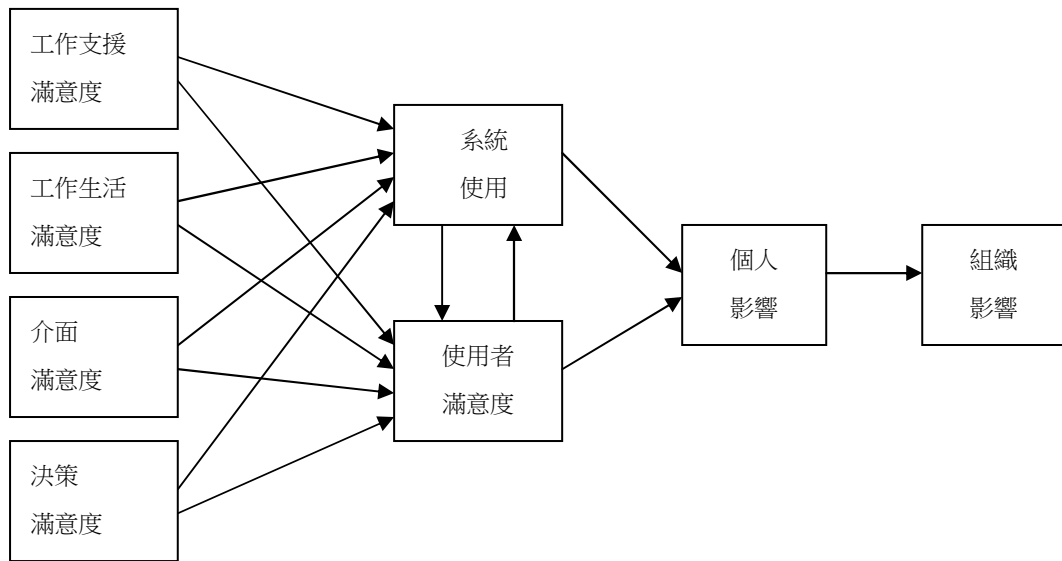 工作支援
滿意度
工作生活
滿意度
介面
滿意度
決策
滿意度
系統
使用
使用者
滿意度
個人
影響
組織
影響